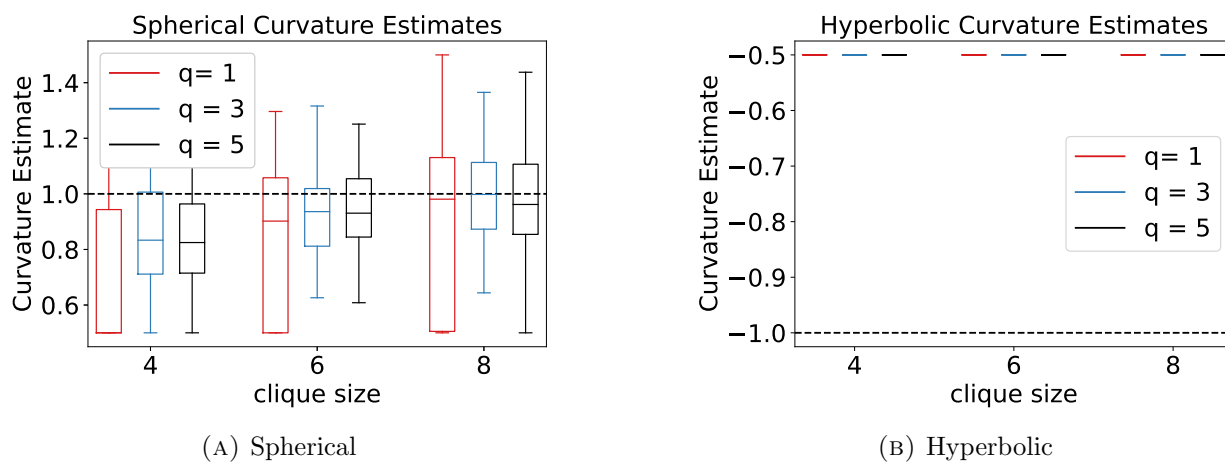 Spherical Curvature Estimates
Curvature Estimate
1.4
1.2
1.0
0.8
0.6
q= 1
q = 3
q = 5
4 6 8
clique size
(A) Spherical
Hyperbolic Curvature Estimates
Curvature Estimate
−0.5
−0.6
−0.7
−0.8
−0.9
−1.0
q= 1
q = 3
q = 5
4 6 8
clique size
(B) Hyperbolic